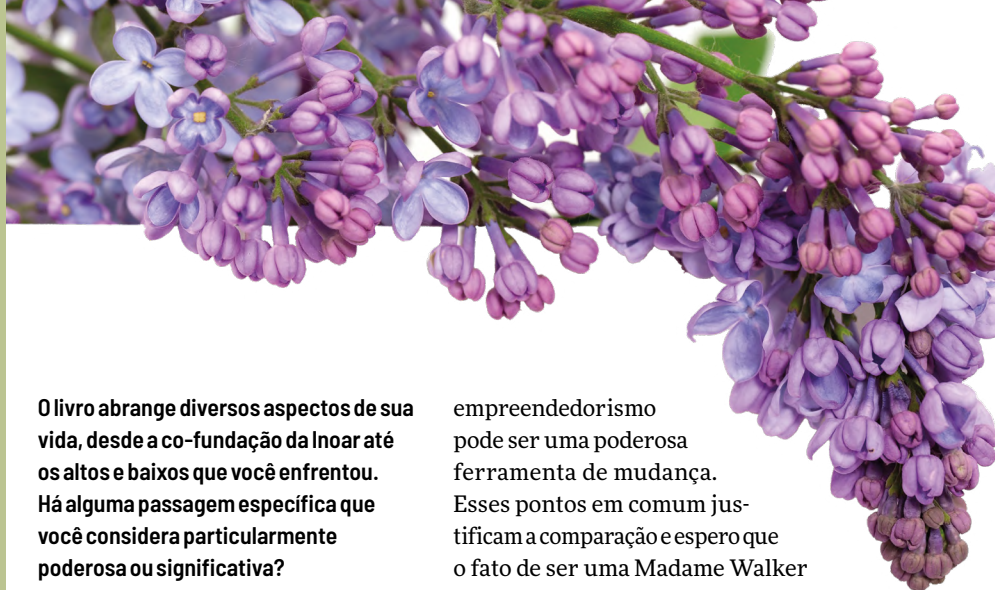 O livro abrange diversos aspectos de sua
vida, desde a co-fundação da Inoar até
os altos e baixos que você enfrentou.
Há alguma passagem específica que
você considera particularmente
poderosa ou significativa?
empreendedorismo
pode ser uma poderosa
ferramenta de mudança.
Esses pontos em comum jus-
tificam a comparação e espero que
o fato de ser uma Madame Walker